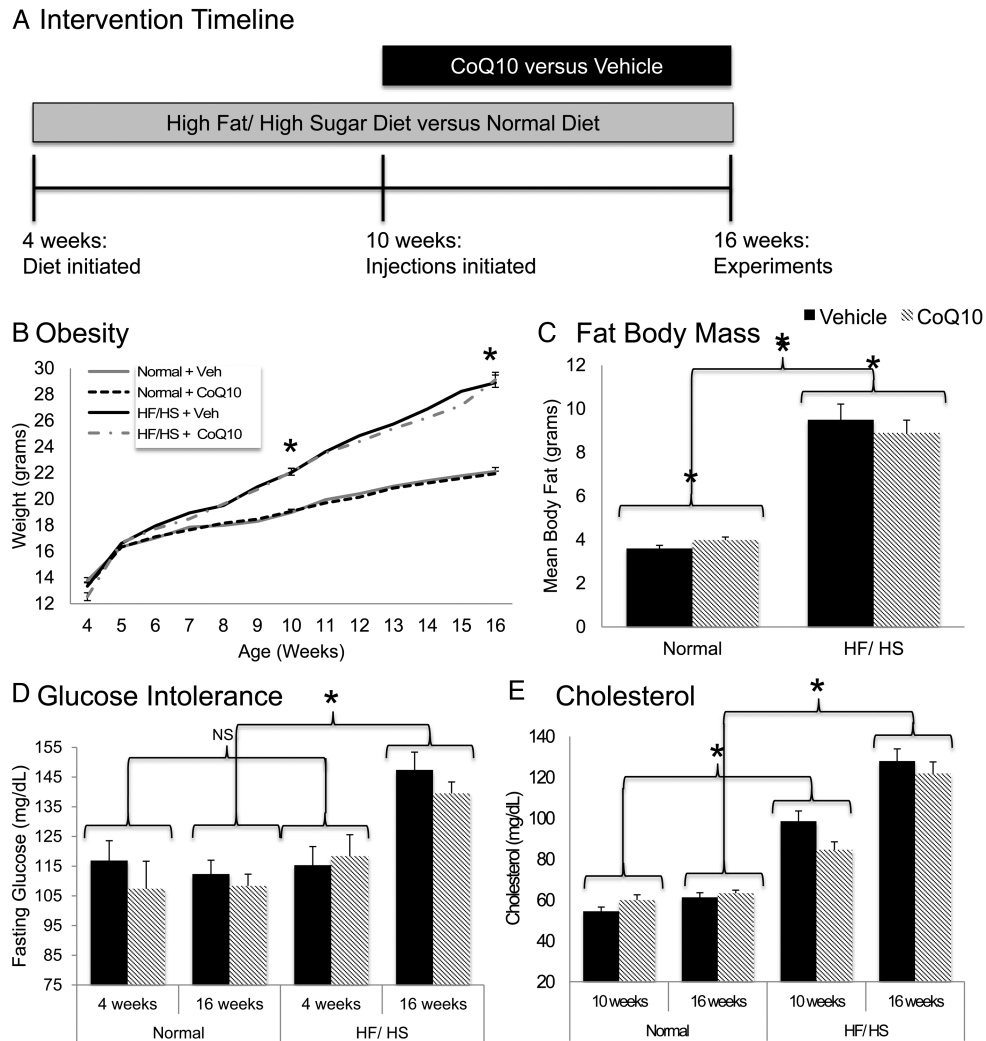 A Intervention Timeline
CoQ10 versus Vehicle
High Fat/ High Sugar Diet versus Normal Diet
4 weeks:
Diet initiated
10 weeks:
Injections initiated
16 weeks:
Experiments
B Obesity
Normal + Veh
Normal + CoQ10
HF/HS + Veh
HF/HS + CoQ10
Weight (grams)
30
28
26
24
22
20
18
16
14
12
*
*
4 5 6 7 8 9 10 11 12 13 14 15 16
Age (Weeks)
Vehicle CoQ10
C Fat Body Mass
Mean Body Fat (grams)
12
10
8
6
4
2
0
*
*
*
*
Normal HF/ HS
D Glucose Intolerance
Fasting Glucose (mg/dL)
155
145
135
125
115
105
95
85
75
NS
*
4 weeks 16 weeks 4 weeks 16 weeks
Normal HF/ HS
E Cholesterol
Cholesterol (mg/dL)
140
120
100
80
60
40
20
*
*
10 weeks 16 weeks 10 weeks 16 weeks
Normal HF/ HS